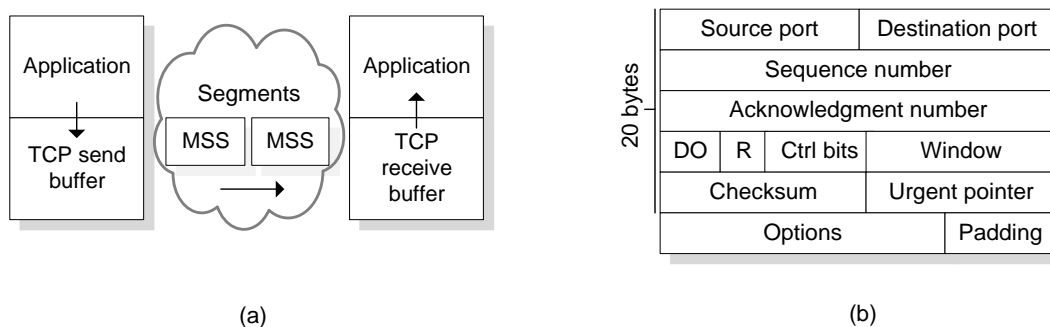 Application
TCP send
buffer
Segments
MSS MSS
Application
TCP
receive
buffer
(a)
20 bytes
Source port Destination port
Sequence number
Acknowledgment number
DO R Ctrl bits Window
Checksum Urgent pointer
Options Padding
(b)